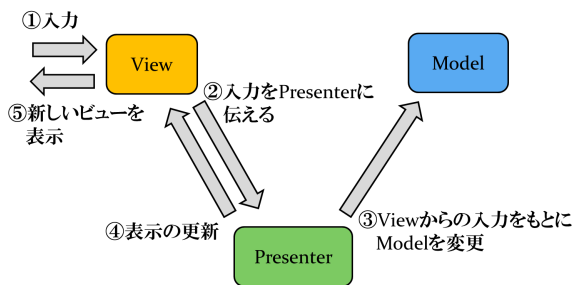 ①入力
View
Model
②入力をPresenterに
伝える
⑤新しいビューを
表示
③Viewからの入力をもとに
Modelを変更
④表示の更新
Presenter